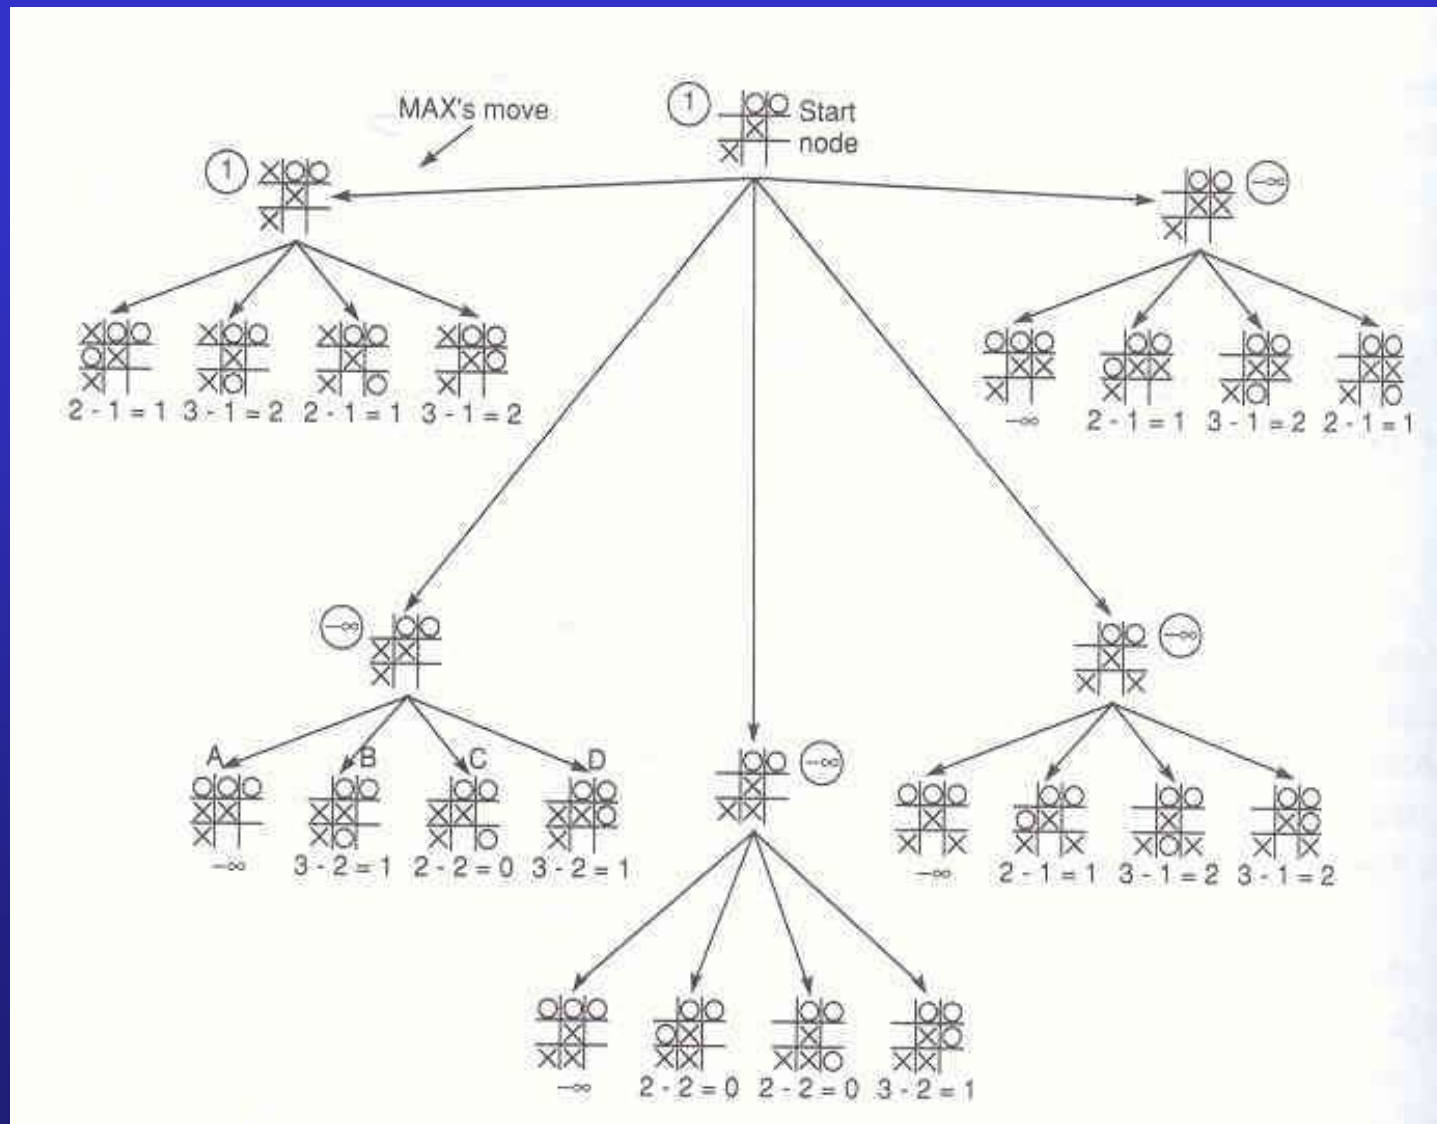 MAX's move
1
Start
node
1
−∞
X O O
X
X
X O O
X
X
O O
X X
X
X O O
O X
X
X O O
X
X O
X O O
X
X O
X O O
X O
X
2 - 1 = 1 3 - 1 = 2 2 - 1 = 1 3 - 1 = 2
O O O
X X
X
O O
O X X
X
O O
X X
X O
O O
X X
X O
−∞ 2 - 1 = 1 3 - 1 = 2 2 - 1 = 1
−∞
O O
X X
X
−∞
O O
X
X X
A B C D
O O O
X X
X
O O
X X
X O
O O
X X
X O
O O
X X O
X
−∞ 3 - 2 = 1 2 - 2 = 0 3 - 2 = 1
−∞
O O
X
X X
O O O
X
X X
O O
O X
X X
O O
X
X O X
O O
X O
X X
−∞ 2 - 1 = 1 3 - 1 = 2 3 - 1 = 2
O O O
X
X X
O O
O X
X X
O O
X
X X O
O O
X O
X X
−∞ 2 - 2 = 0 2 - 2 = 0 3 - 2 = 1